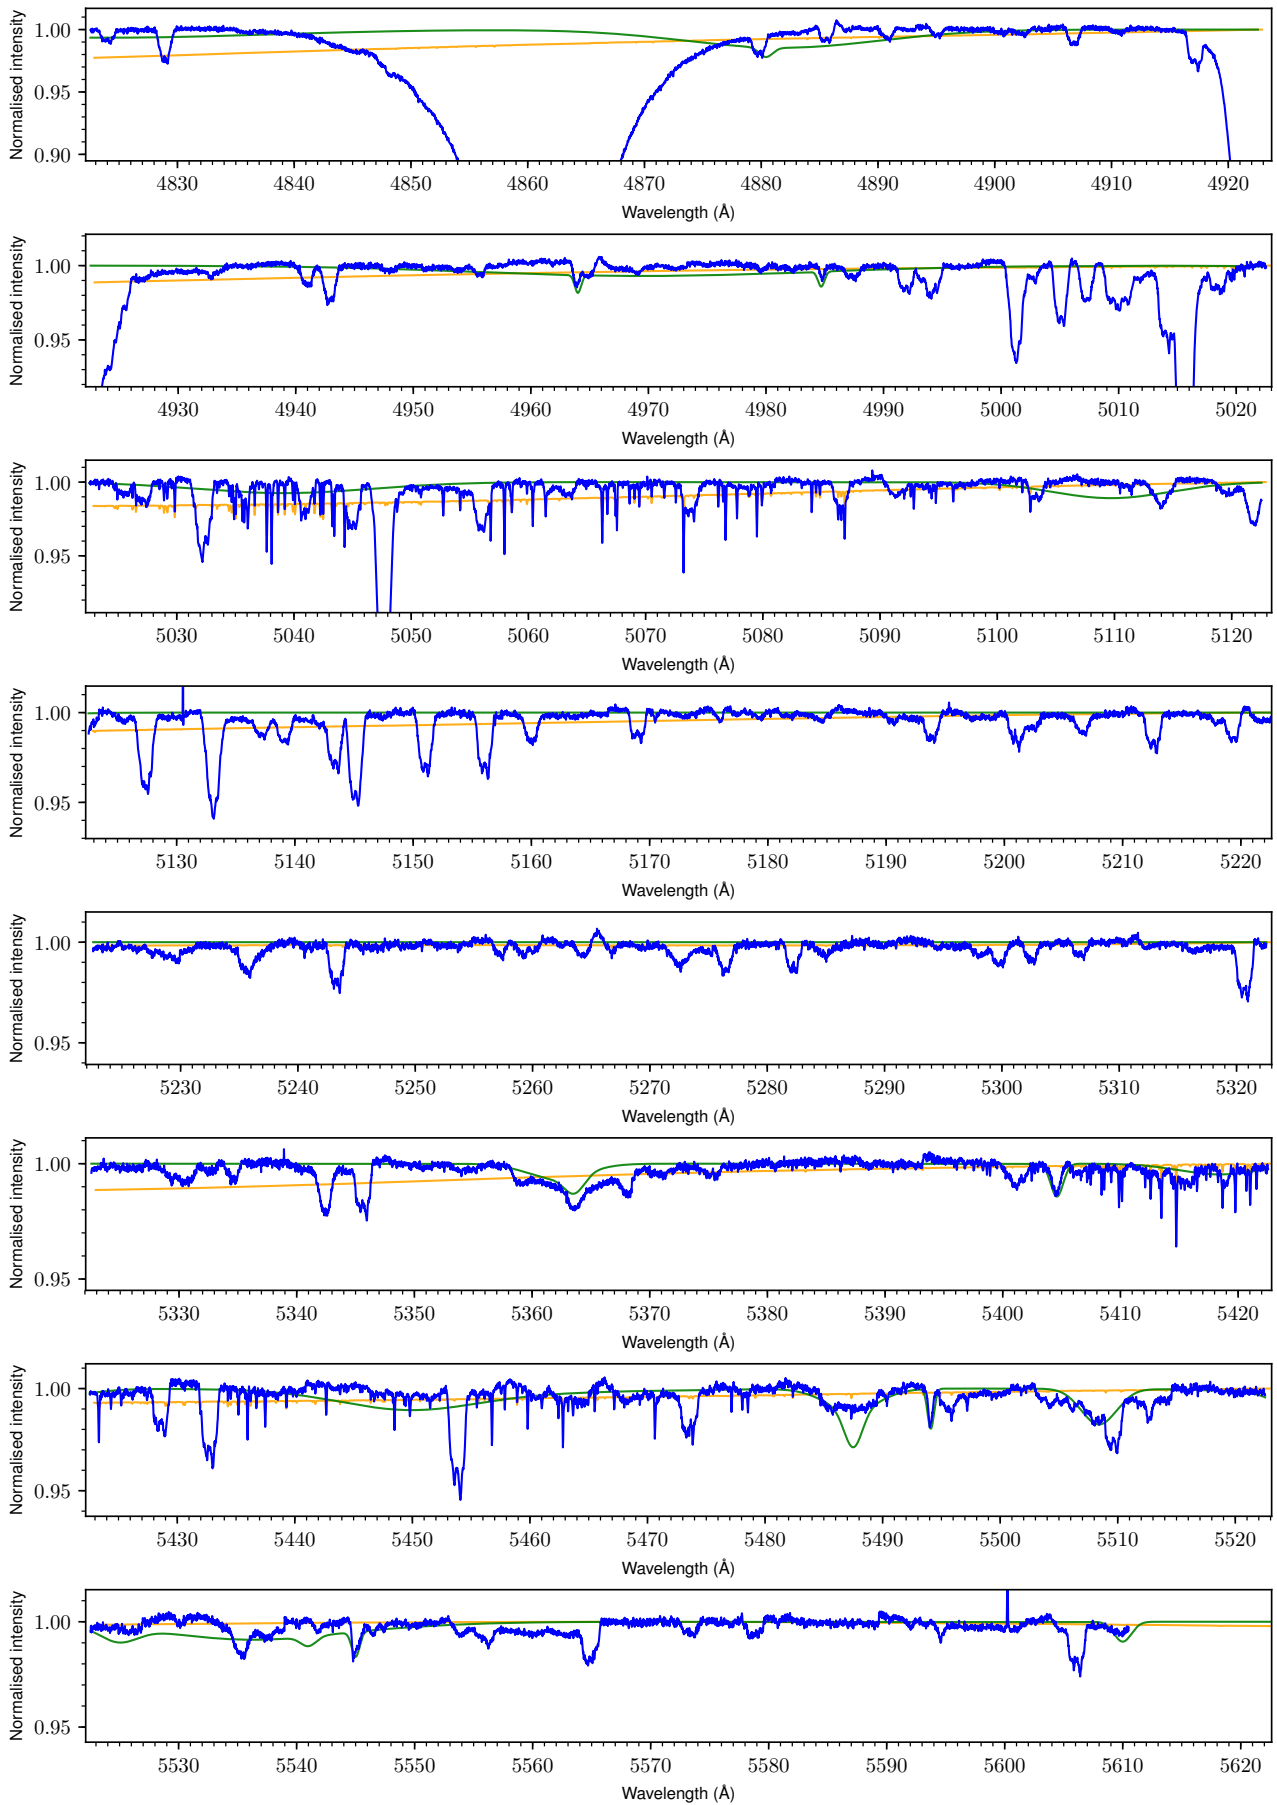 Normalised intensity
1.00
0.95
0.90
4830 4840 4850 4860 4870 4880 4890 4900 4910 4920
Wavelength (Å)
Normalised intensity
1.00
0.95
4930 4940 4950 4960 4970 4980 4990 5000 5010 5020
Wavelength (Å)
Normalised intensity
1.00
0.95
5030 5040 5050 5060 5070 5080 5090 5100 5110 5120
Wavelength (Å)
Normalised intensity
1.00
0.95
5130 5140 5150 5160 5170 5180 5190 5200 5210 5220
Wavelength (Å)
Normalised intensity
1.00
0.95
5230 5240 5250 5260 5270 5280 5290 5300 5310 5320
Wavelength (Å)
Normalised intensity
1.00
0.95
5330 5340 5350 5360 5370 5380 5390 5400 5410 5420
Wavelength (Å)
Normalised intensity
1.00
0.95
5430 5440 5450 5460 5470 5480 5490 5500 5510 5520
Wavelength (Å)
Normalised intensity
1.00
0.95
5530 5540 5550 5560 5570 5580 5590 5600 5610 5620
Wavelength (Å)